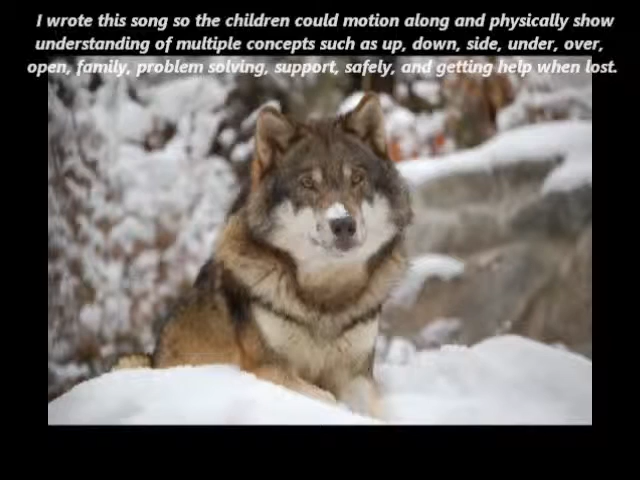 I wrote this song so the children could motion along and physically show
understanding of multiple concepts such as up, down, side, under, over,
open, family, problem solving, support, safely, and getting help when lost.